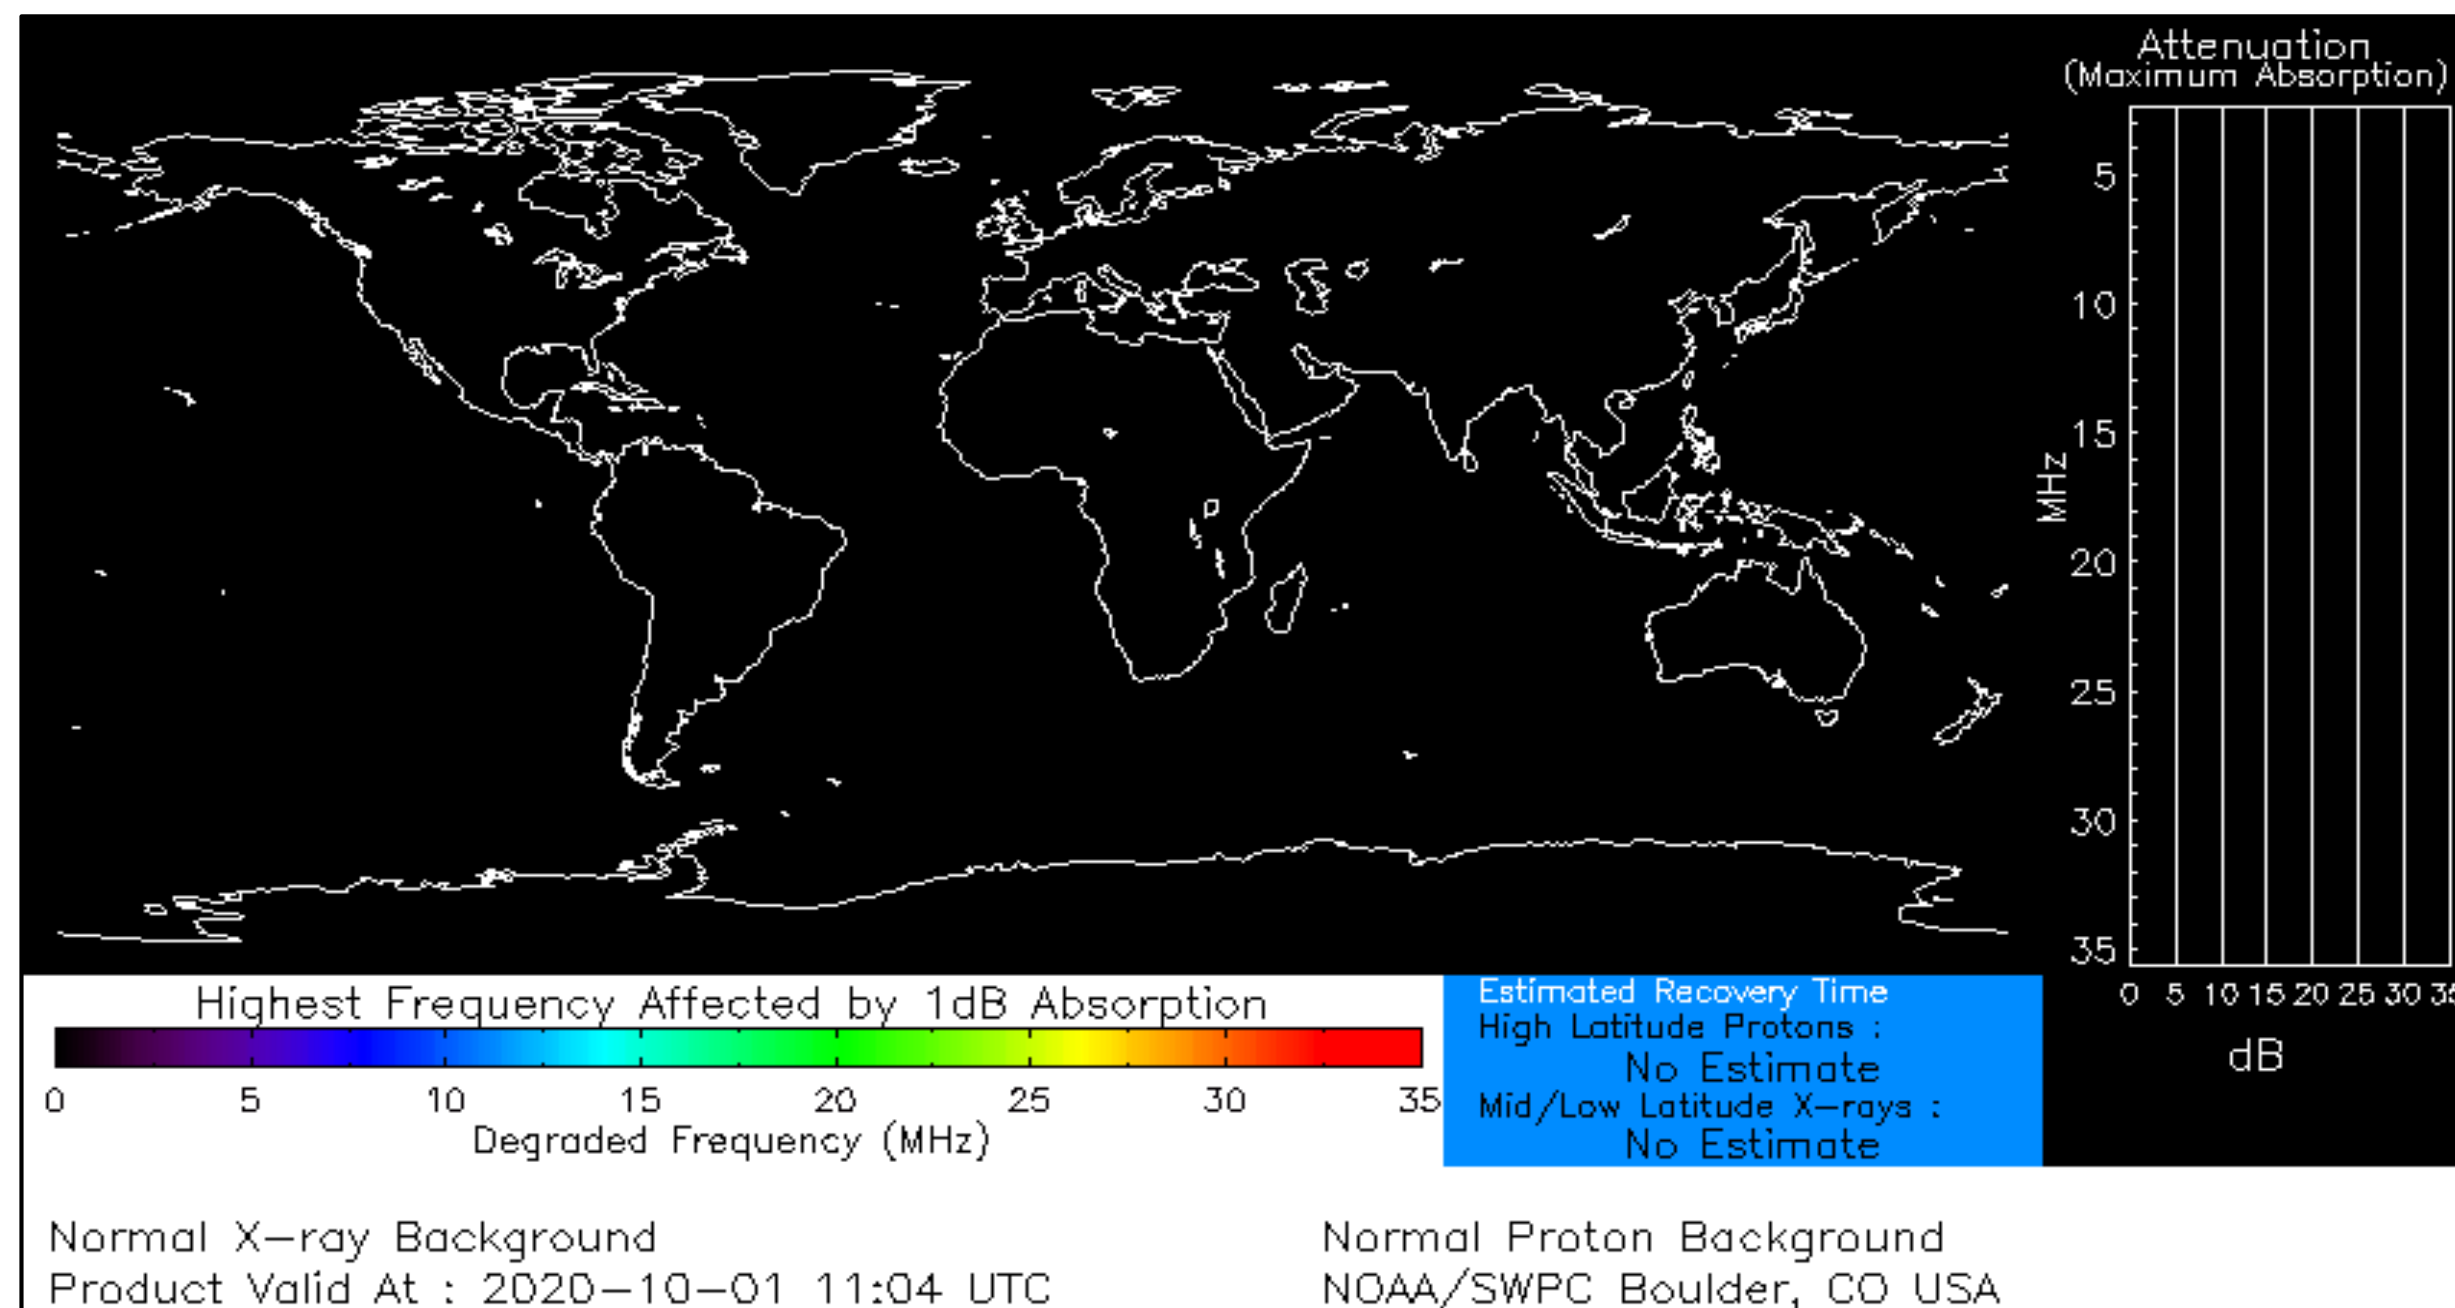 Attenuation
(Maximum Absorption)
5
10
15
20
25
30
35
MHz
0 5 10 15 20 25 30
dB
Highest Frequency Affected by 1dB Absorption
0 5 10 15 20 25 30 35
Degraded Frequency (MHz)
Estimated Recovery Time
High Latitude Protons :
No Estimate
Mid/Low Latitude X-rays :
No Estimate
Normal X-ray Background
Normal Proton Background
Product Valid At : 2020-10-01 11:04 UTC
NOAA/SWPC Boulder, CO USA